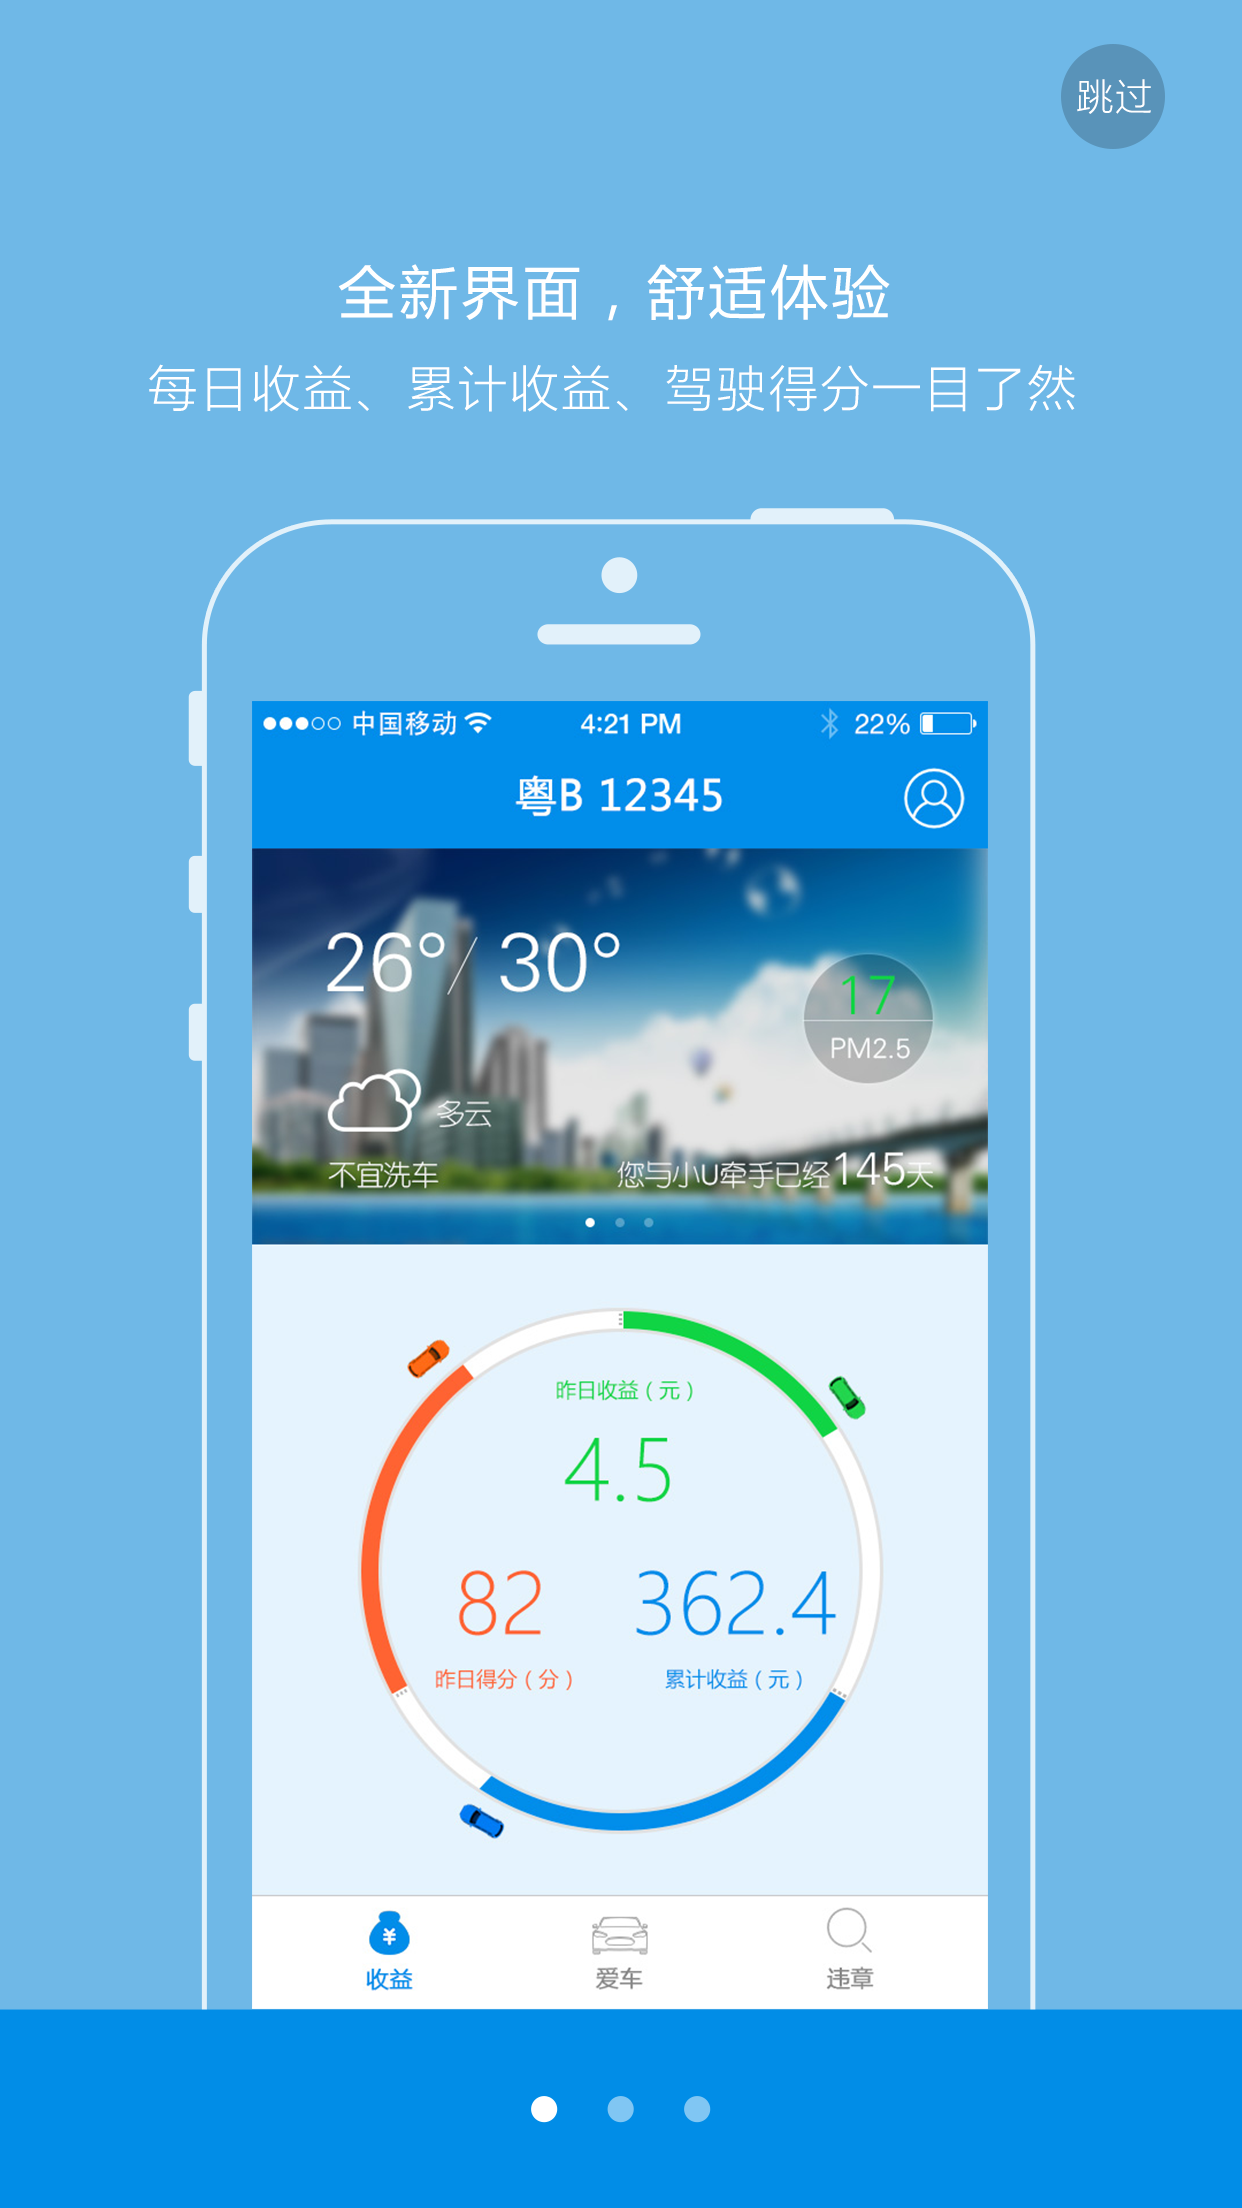 跳过
全新界面，舒适体验
每日收益、累计收益、驾驶得分一目了然
中国移动 4:21 PM 22%
粤B 12345
26°/ 30°
17
PM2.5
多云
不宜洗车 您与小U牵手已经145天
昨日收益（元）
4.5
82 362.4
昨日得分（分） 累计收益（元）
¥
收益 爱车 违章